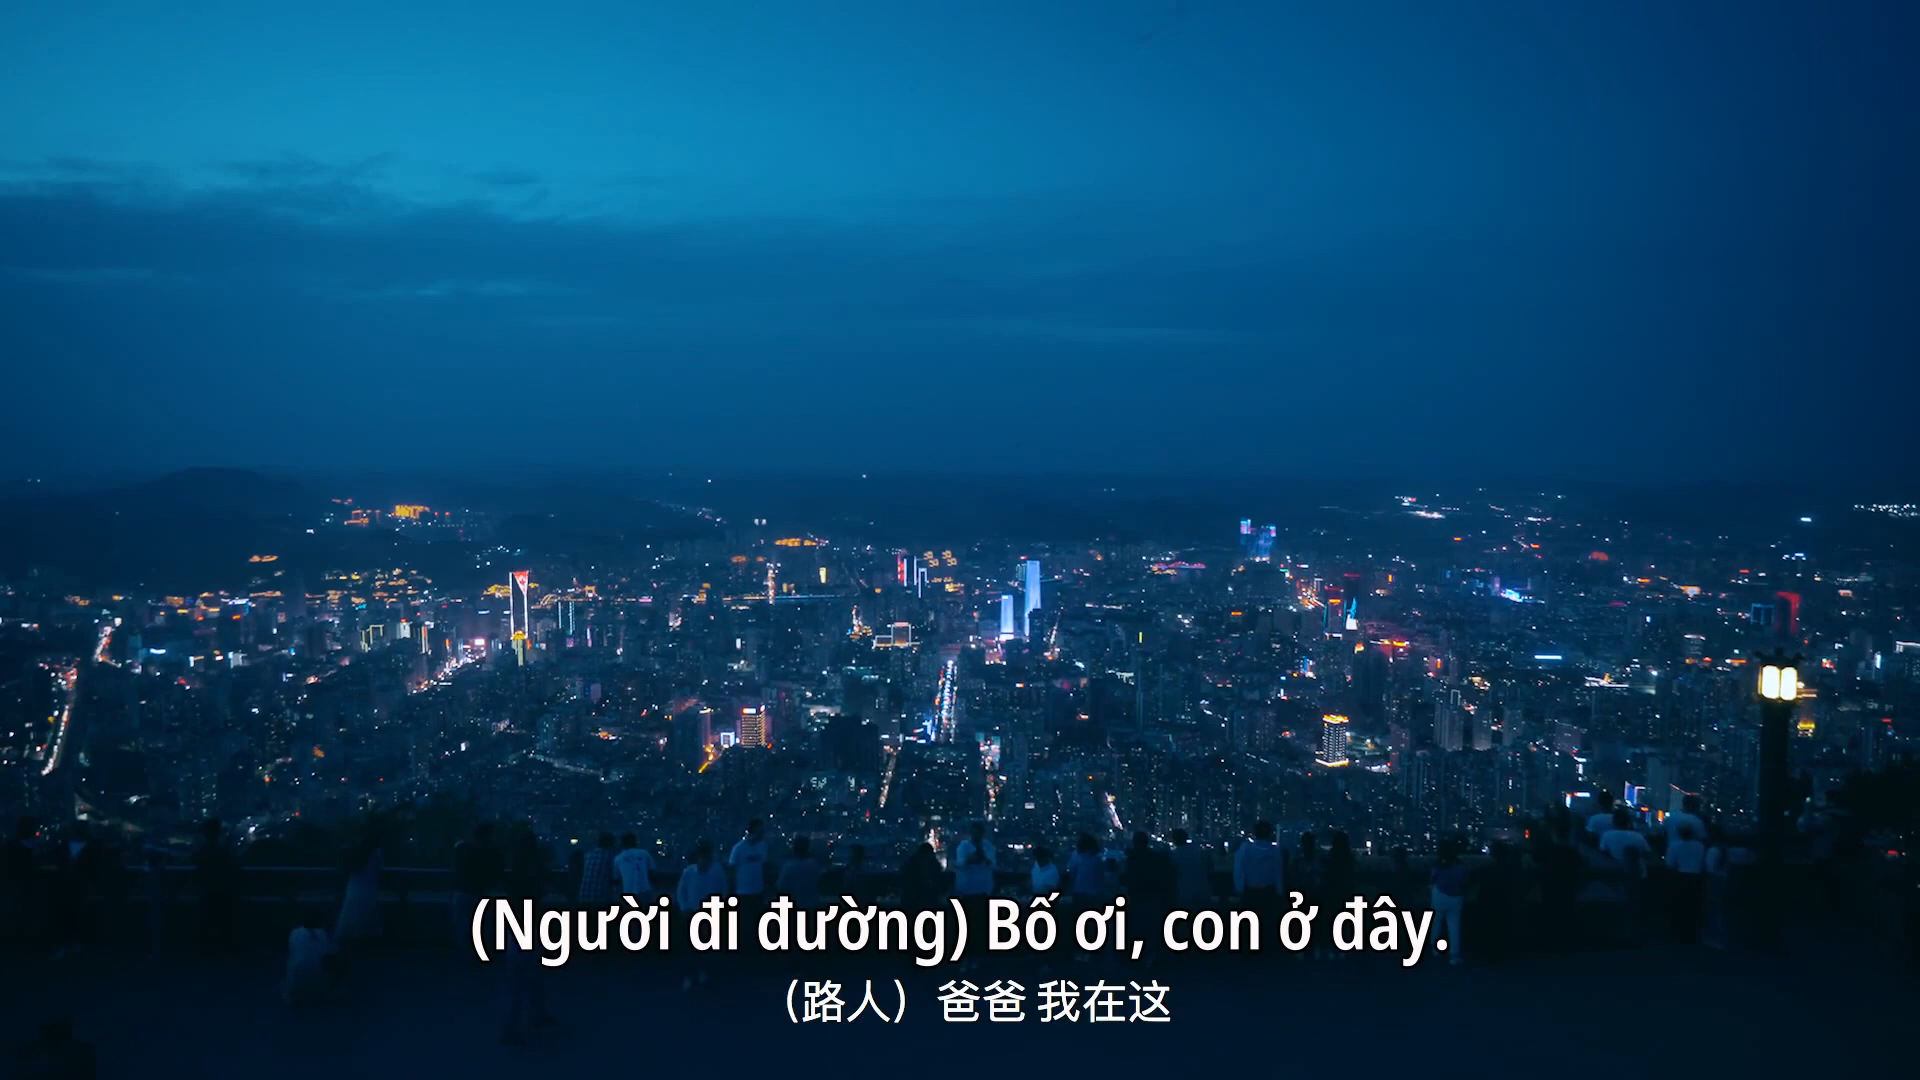 (Người đi đường) Bố ơi, con ở đây.
（路人）爸爸 我在这